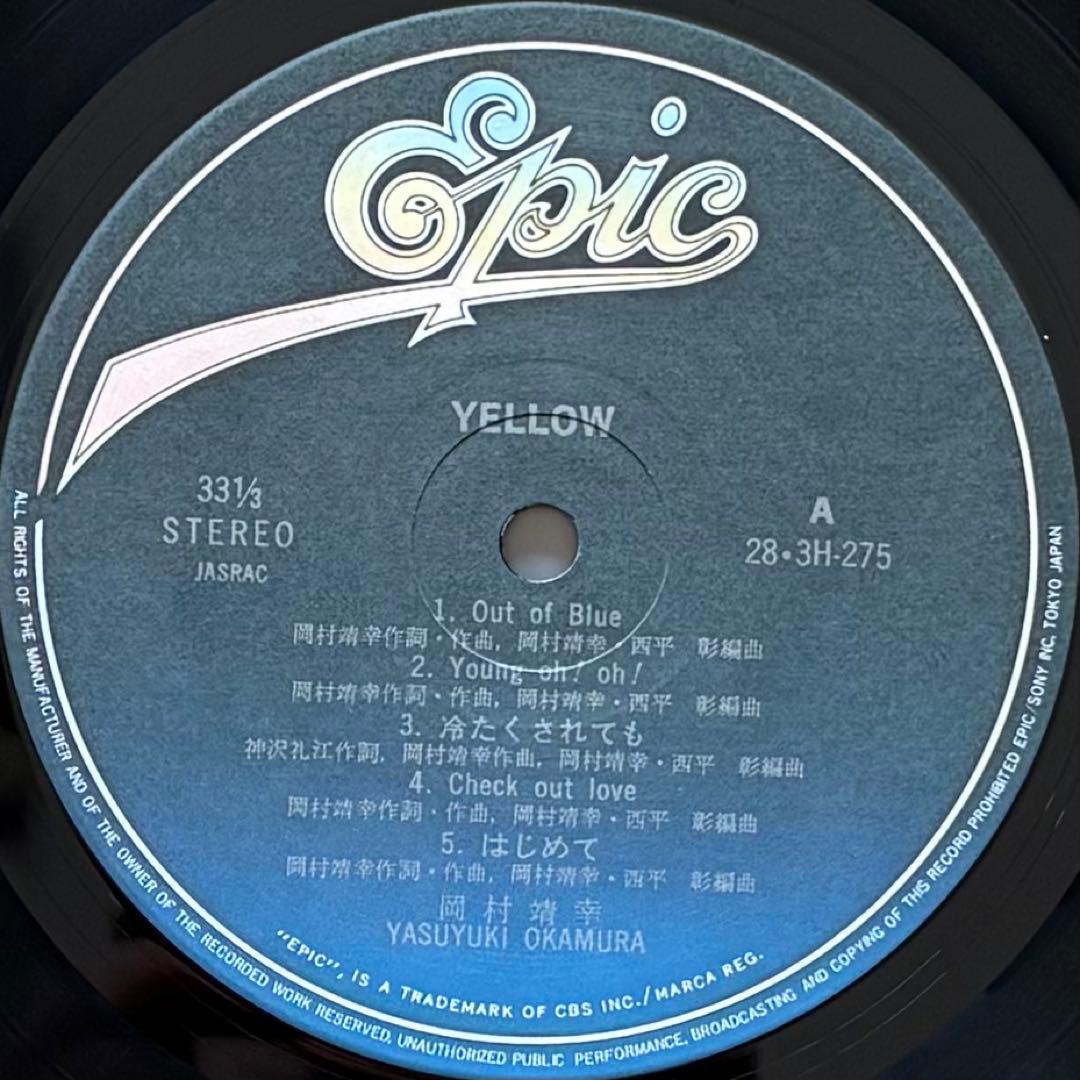 Epic
YELLOW
33⅓
STEREO
JASRAC
A
28・3H-275
1. Out of Blue
岡村靖幸作詞・作曲, 岡村靖幸・西平 彰編曲
2. Young oh! oh!
岡村靖幸作詞・作曲, 岡村靖幸・西平 彰編曲
3. 冷たくされても
神沢礼江作詞, 岡村靖幸作曲, 岡村靖幸・西平 彰編曲
4. Check out love
岡村靖幸作詞・作曲, 岡村靖幸・西平 彰編曲
5. はじめて
岡村靖幸作詞・作曲, 岡村靖幸・西平 彰編曲
岡村靖幸
YASUYUKI OKAMURA
"EPIC", IS A TRADEMARK OF CBS INC./MARCA REG.
ALL RIGHTS OF THE MANUFACTURER AND OF THE OWNER OF THE RECORDED WORK RESERVED, UNAUTHORIZED PUBLIC PERFORMANCE, BROADCASTING AND COPYING OF THIS RECORD PROHIBITED EPIC/SONY INC. TOKYO JAPAN